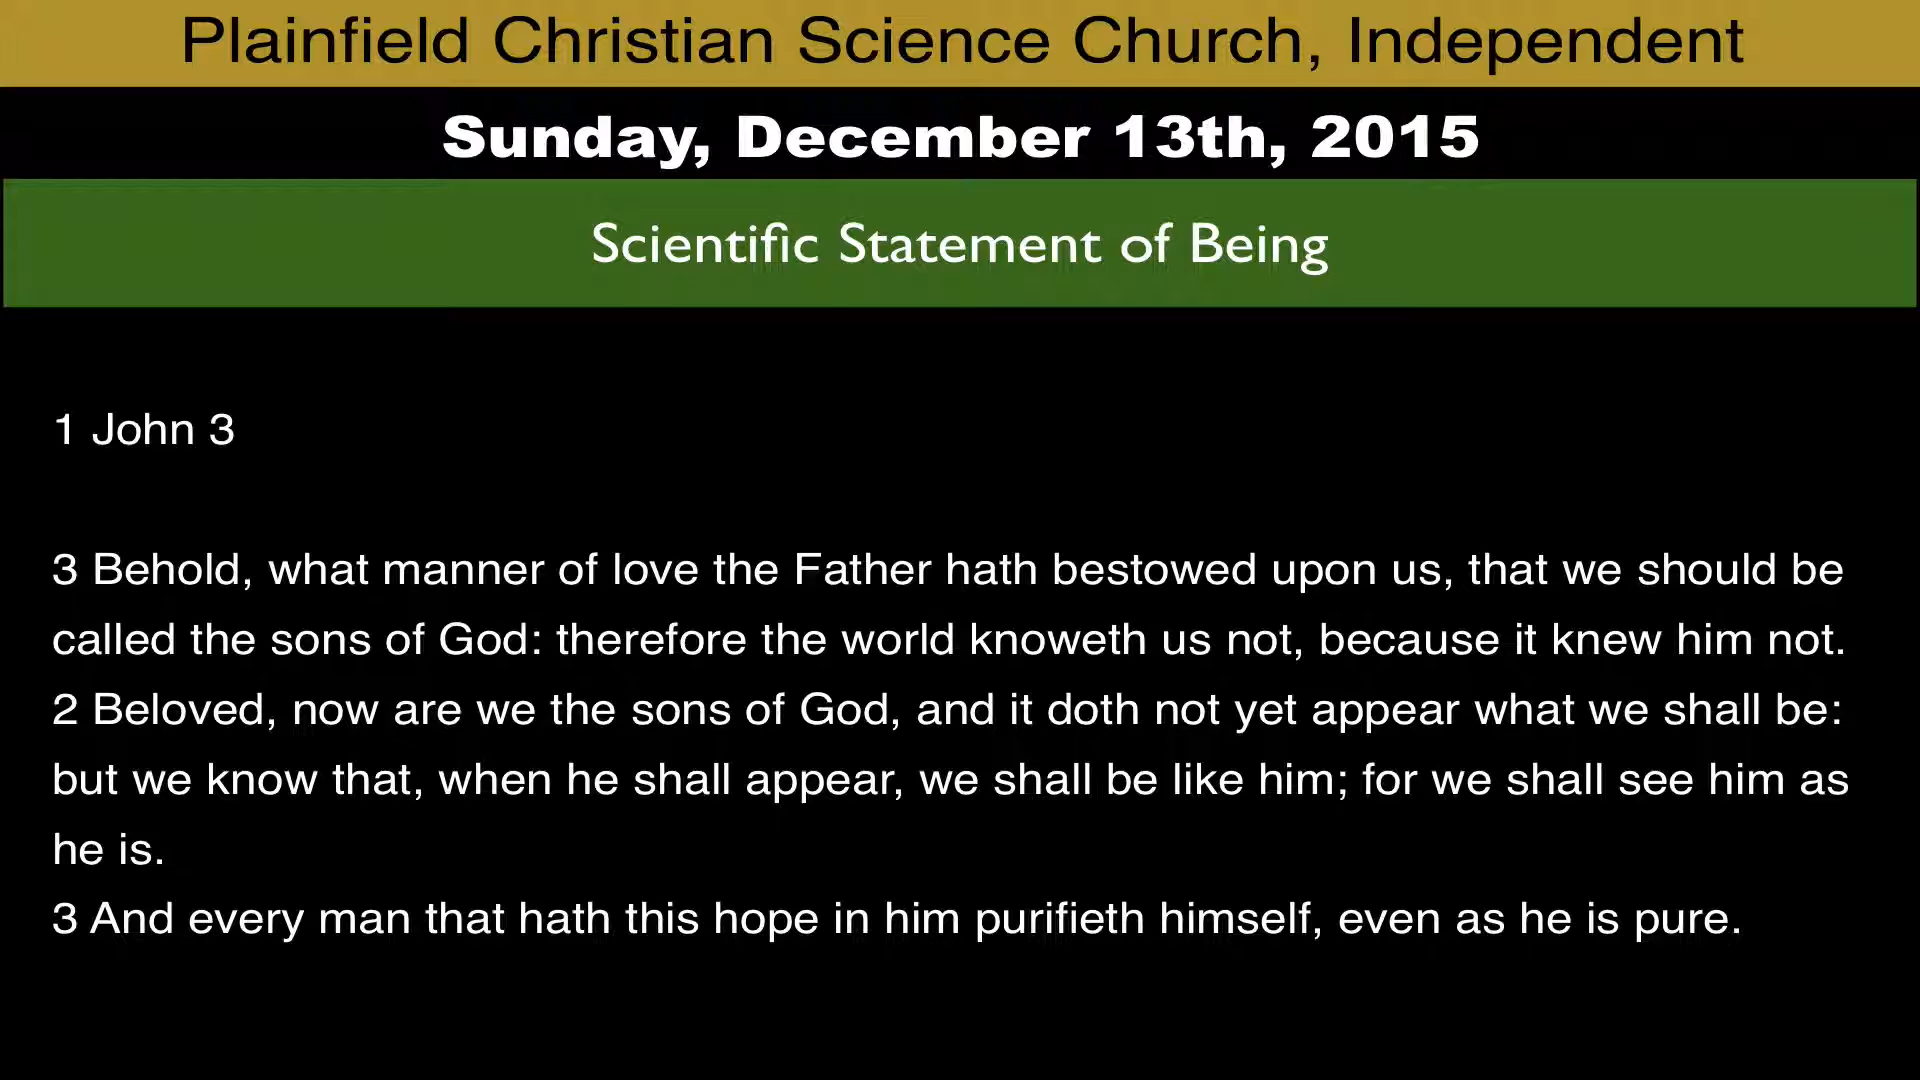 Plainfield Christian Science Church, Independent
Sunday, December 13th, 2015
Scientific Statement of Being
1 John 3
3 Behold, what manner of love the Father hath bestowed upon us, that we should be
called the sons of God: therefore the world knoweth us not, because it knew him not.
2 Beloved, now are we the sons of God, and it doth not yet appear what we shall be:
but we know that, when he shall appear, we shall be like him; for we shall see him as
he is.
3 And every man that hath this hope in him purifieth himself, even as he is pure.